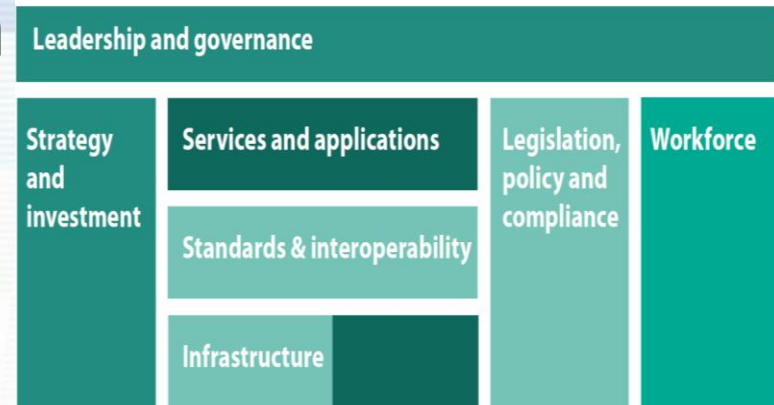 Leadership and governance
Strategy
and
investment
Services and applications
Standards & interoperability
Infrastructure
Legislation,
policy and
compliance
Workforce